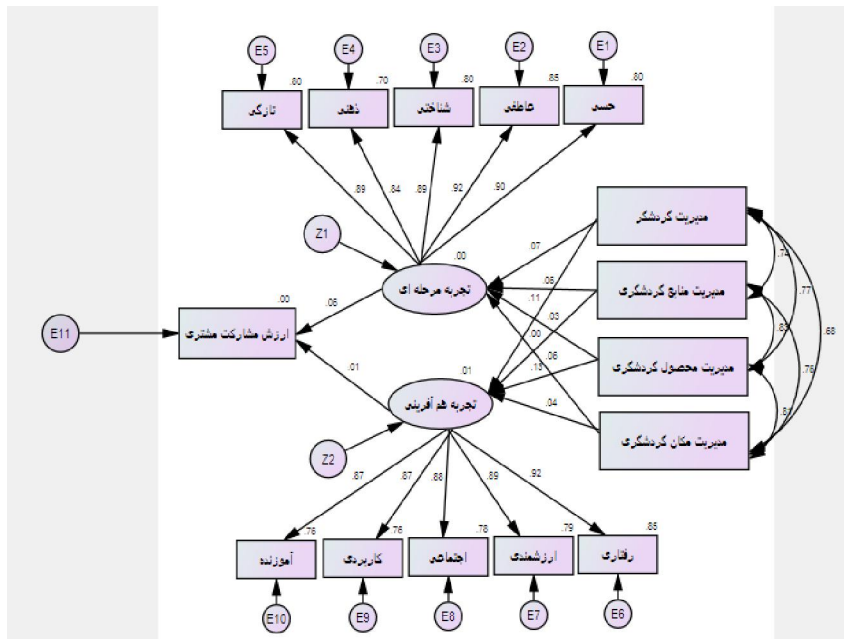 E5
E4
E3
E2
E1
.80
.70
.80
.85
.80
تازگی
ذهنی
شناختی
عاطفی
حسی
.89
.84
.89
.92
.90
Z1
.00
تجربه مرحله ای
مدیریت گردشگر
مدیریت منابع گردشگری
مدیریت محصول گردشگری
مدیریت مکان گردشگری
.07
.06
.11
.03
.00
.06
.13
.04
.74
.77
.68
.83
.76
.81
.00
ارزش مشارکت مشتری
E11
.06
.01
.01
تجربه هم آفرینی
Z2
.87
.87
.88
.89
.92
.76
.76
.78
.79
.85
آموزنده
کاربردی
اجتماعی
ارزشمندی
رفتاری
E10
E9
E8
E7
E6